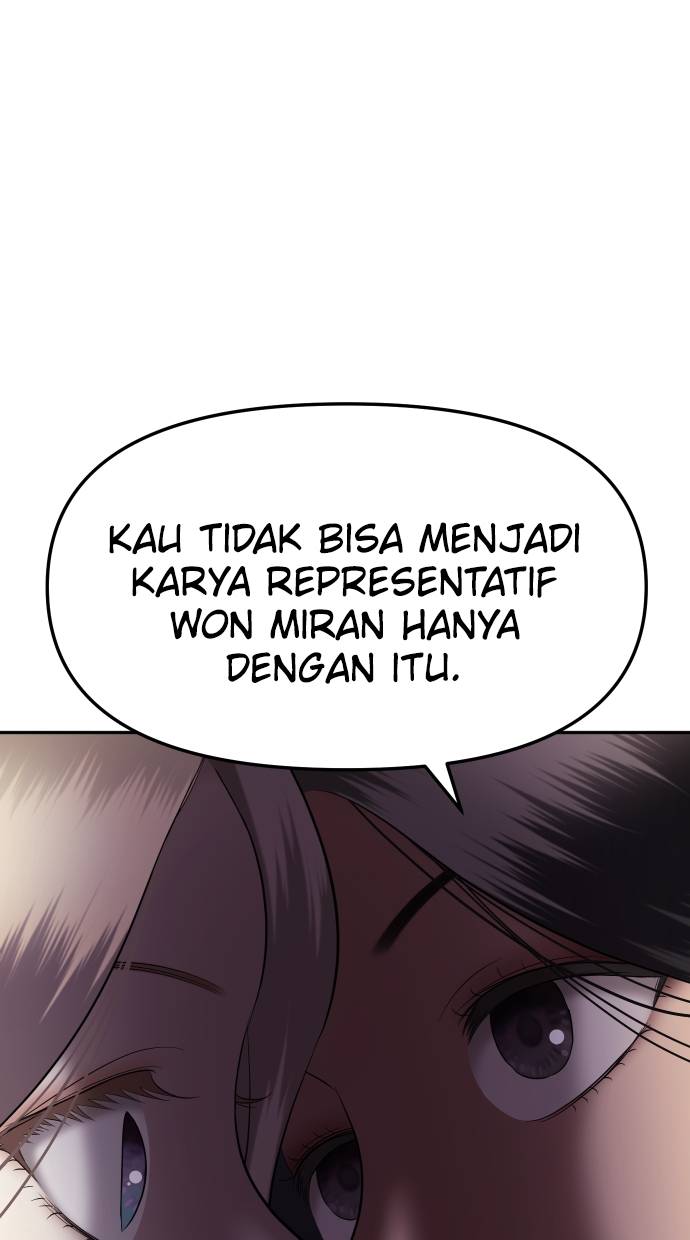 KAU TIDAK BISA MENJADI
KARYA REPRESENTATIF
WON MIRAN HANYA
DENGAN ITU.